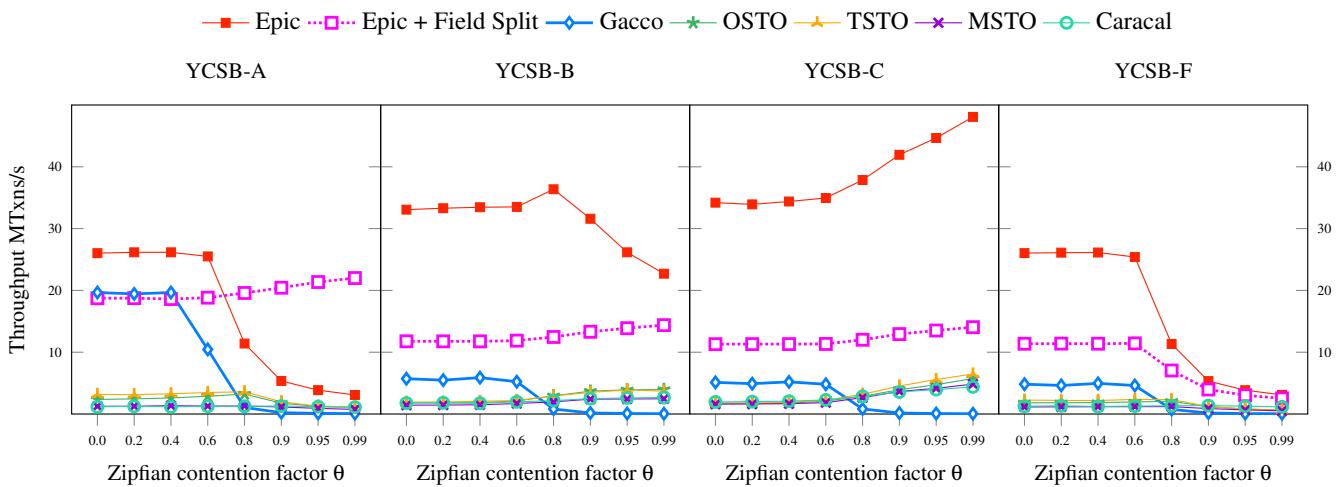 Epic Epic + Field Split Gacco OSTO TSTO MSTO Caracal
YCSB-A YCSB-B YCSB-C YCSB-F
Throughput MTxns/s
40 40
30 30
20 20
10 10
0.0 0.2 0.4 0.6 0.8 0.9 0.95 0.99 0.0 0.2 0.4 0.6 0.8 0.9 0.95 0.99 0.0 0.2 0.4 0.6 0.8 0.9 0.95 0.99 0.0 0.2 0.4 0.6 0.8 0.9 0.95 0.99
Zipfian contention factor θ Zipfian contention factor θ Zipfian contention factor θ Zipfian contention factor θ